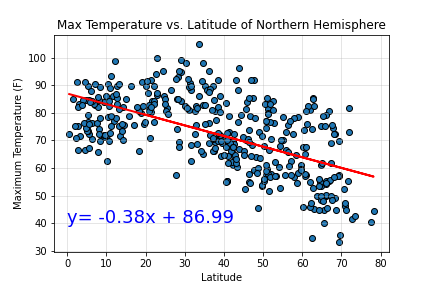 Max Temperature vs. Latitude of Northern Hemisphere
Maximum Temperature (F)
100
90
80
70
60
50
40
30
y= -0.38x + 86.99
0 10 20 30 40 50 60 70 80
Latitude